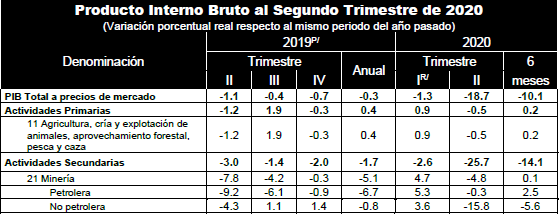 Producto Interno Bruto al Segundo Trimestre de 2020
(Variación porcentual real respecto al mismo periodo del año pasado)
Denominación 2019P/ 2020
Trimestre Anual Trimestre 6 meses
II III IV IR/ II
PIB Total a precios de mercado -1.1 -0.4 -0.7 -0.3 -1.3 -18.7 -10.1
Actividades Primarias -1.2 1.9 -0.3 0.4 0.9 -0.5 0.2
11 Agricultura, cría y explotación de
animales, aprovechamiento forestal, -1.2 1.9 -0.3 0.4 0.9 -0.5 0.2
pesca y caza
Actividades Secundarias -3.0 -1.4 -2.0 -1.7 -2.6 -25.7 -14.1
21 Minería -7.8 -4.2 -0.3 -5.1 4.7 -4.8 0.1
Petrolera -9.2 -6.1 -0.9 -6.7 5.3 -0.3 2.5
No petrolera -4.3 1.1 1.4 -0.8 3.6 -15.8 -5.6